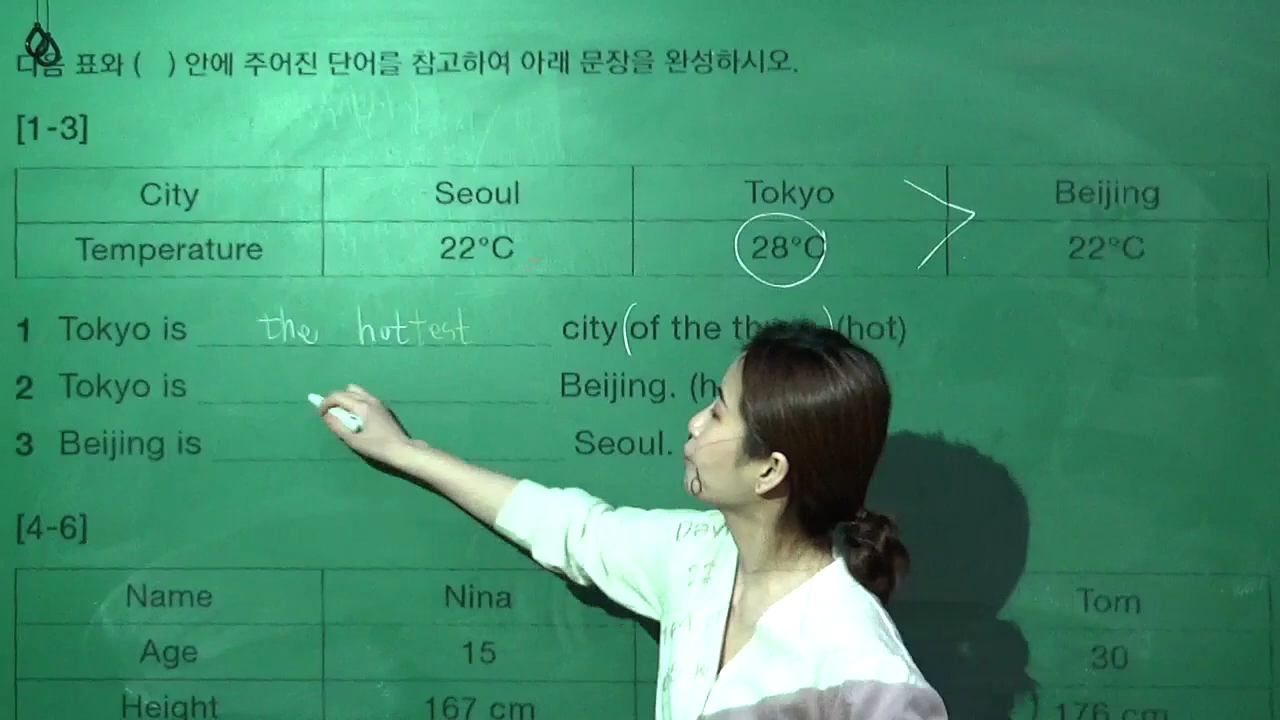 다음 표와 ( ) 안에 주어진 단어를 참고하여 아래 문장을 완성하시오.
[1-3]
City Seoul Tokyo Beijing
Temperature 22°C 28°C 22°C
1 Tokyo is the hottest city (of the )(hot)
2 Tokyo is Beijing. (
3 Beijing is Seoul.
[4-6]
Name Nina Tom
Age 15 30
Height 167 cm 176 cm